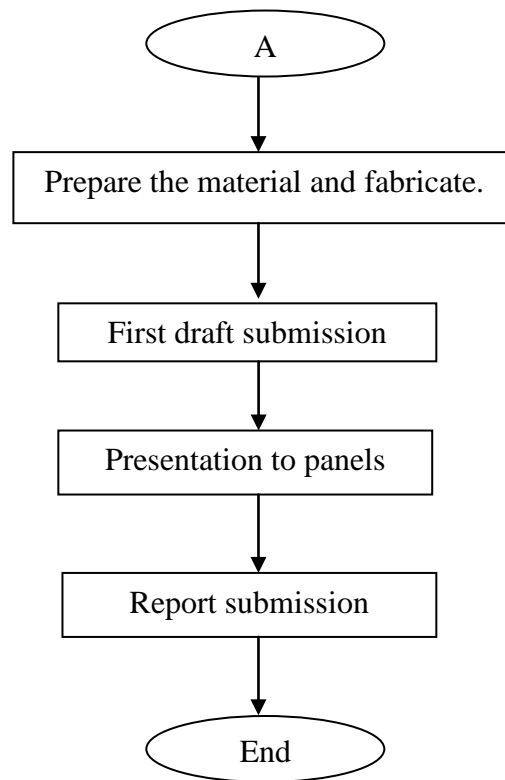 A
Prepare the material and fabricate.
First draft submission
Presentation to panels
Report submission
End